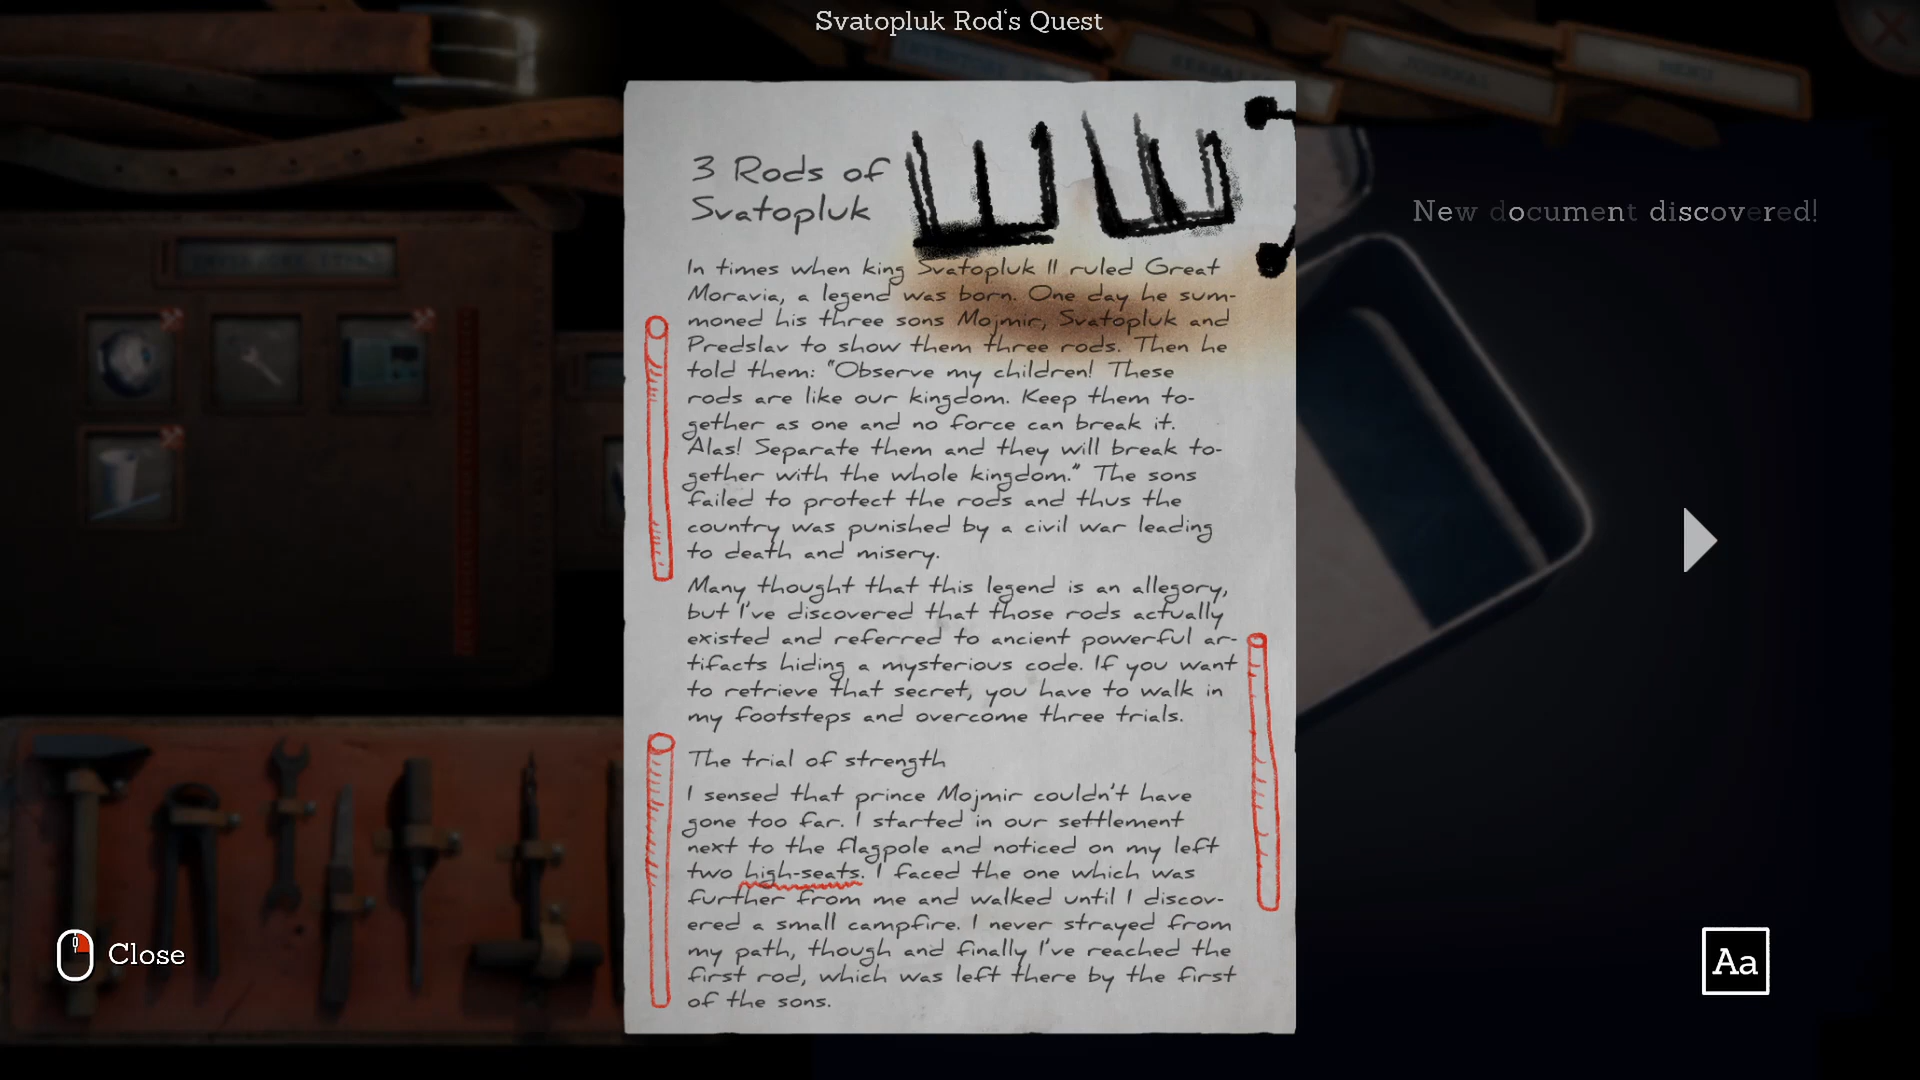 Svatopluk Rod's Quest
3 Rods of
Svatopluk
In times when king Svatopluk II ruled Great
Moravia, a legend was born. One day he sum-
moned his three sons Mojmir, Svatopluk and
Predslav to show them three rods. Then he
told them: "Observe my children! These
rods are like our kingdom. Keep them to-
gether as one and no force can break it.
Alas! Separate them and they will break to-
gether with the whole kingdom." The sons
failed to protect the rods and thus the
country was punished by a civil war leading
to death and misery.
Many thought that this legend is an allegory,
but I've discovered that those rods actually
existed and referred to ancient powerful ar-
tifacts hiding a mysterious code. If you want
to retrieve that secret, you have to walk in
my footsteps and overcome three trials.
The trial of strength
I sensed that prince Mojmir couldn't have
gone too far. I started in our settlement
next to the flagpole and noticed on my left
two high-seats. I faced the one which was
further from me and walked until I discov-
ered a small campfire. I never strayed from
my path, though and finally I've reached the
first rod, which was left there by the first
of the sons.
New document discovered!
Close
Aa